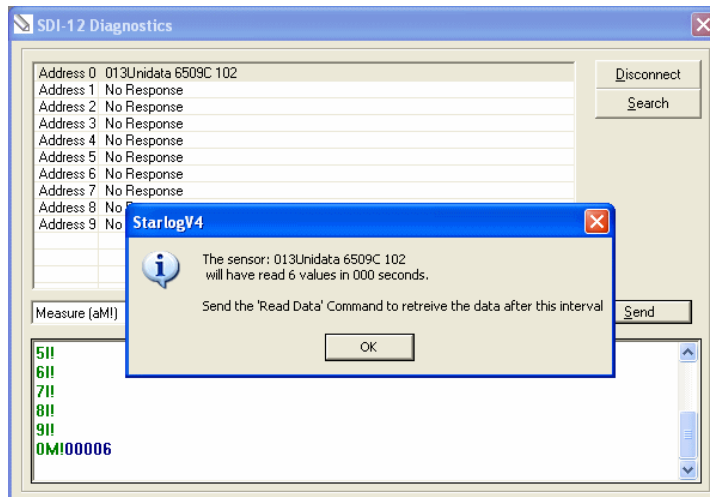 SDI-12 Diagnostics
Address 0 013Unidata 6509C 102
Address 1 No Response
Address 2 No Response
Address 3 No Response
Address 4 No Response
Address 5 No Response
Address 6 No Response
Address 7 No Response
Address 8 No
Address 9 No
Disconnect
Search
StarlogV4
The sensor: 013Unidata 6509C 102
will have read 6 values in 000 seconds.
Send the 'Read Data' Command to retreive the data after this interval
OK
Measure (aM!)
Send
5I!
6I!
7I!
8I!
9I!
0M!00006